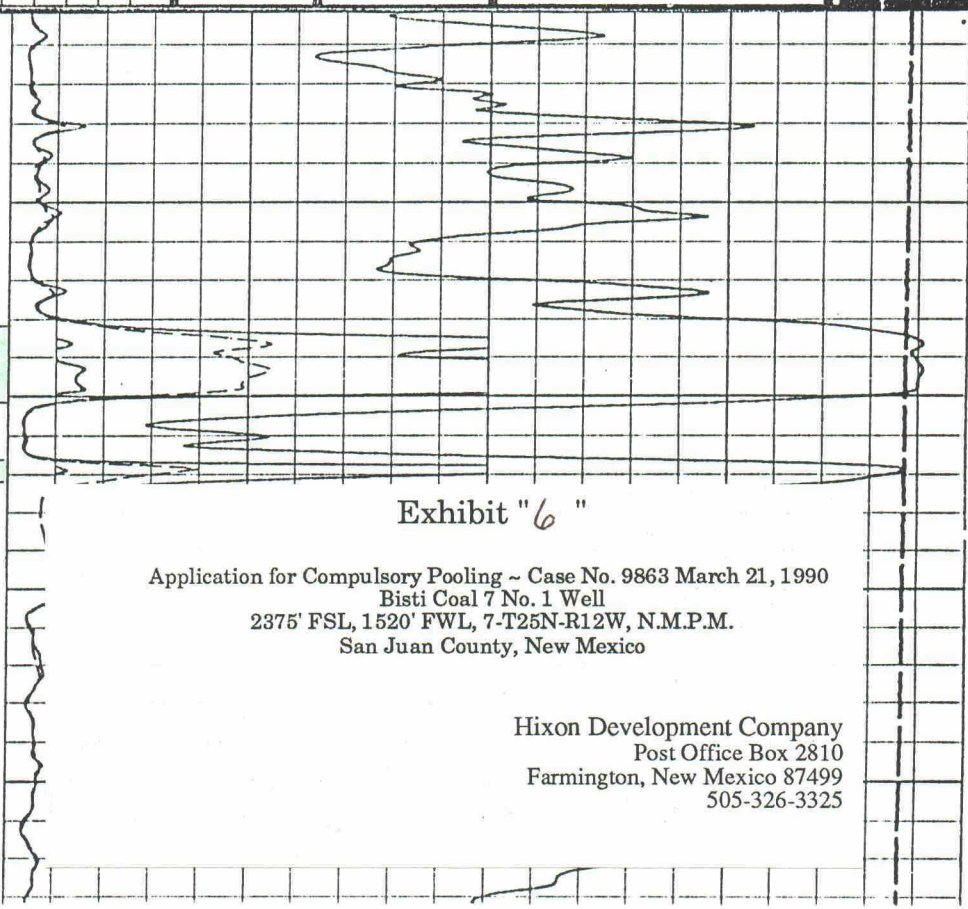 Exhibit "6 "
Application for Compulsory Pooling ~ Case No. 9863 March 21, 1990
Bisti Coal 7 No. 1 Well
2375' FSL, 1520' FWL, 7-T25N-R12W, N.M.P.M.
San Juan County, New Mexico
Hixon Development Company
Post Office Box 2810
Farmington, New Mexico 87499
505-326-3325